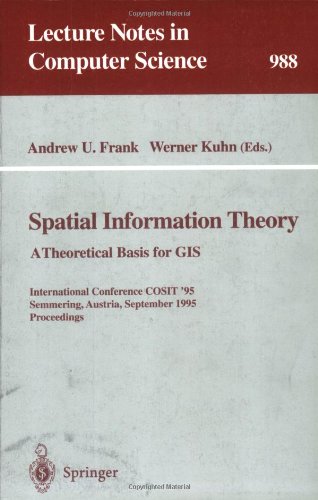 Lecture Notes in
Computer Science 988
Andrew U. Frank Werner Kuhn (Eds.)
Spatial Information Theory
A Theoretical Basis for GIS
International Conference COSIT '95
Semmering, Austria, September 1995
Proceedings
Springer